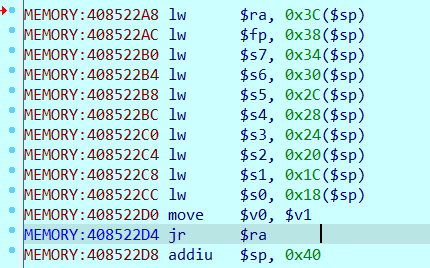 MEMORY:408522A8 lw $ra, 0x3C($sp)
MEMORY:408522AC lw $fp, 0x38($sp)
MEMORY:408522B0 lw $s7, 0x34($sp)
MEMORY:408522B4 lw $s6, 0x30($sp)
MEMORY:408522B8 lw $s5, 0x2C($sp)
MEMORY:408522BC lw $s4, 0x28($sp)
MEMORY:408522C0 lw $s3, 0x24($sp)
MEMORY:408522C4 lw $s2, 0x20($sp)
MEMORY:408522C8 lw $s1, 0x1C($sp)
MEMORY:408522CC lw $s0, 0x18($sp)
MEMORY:408522D0 move $v0, $v1
MEMORY:408522D4 jr $ra
MEMORY:408522D8 addiu $sp, 0x40